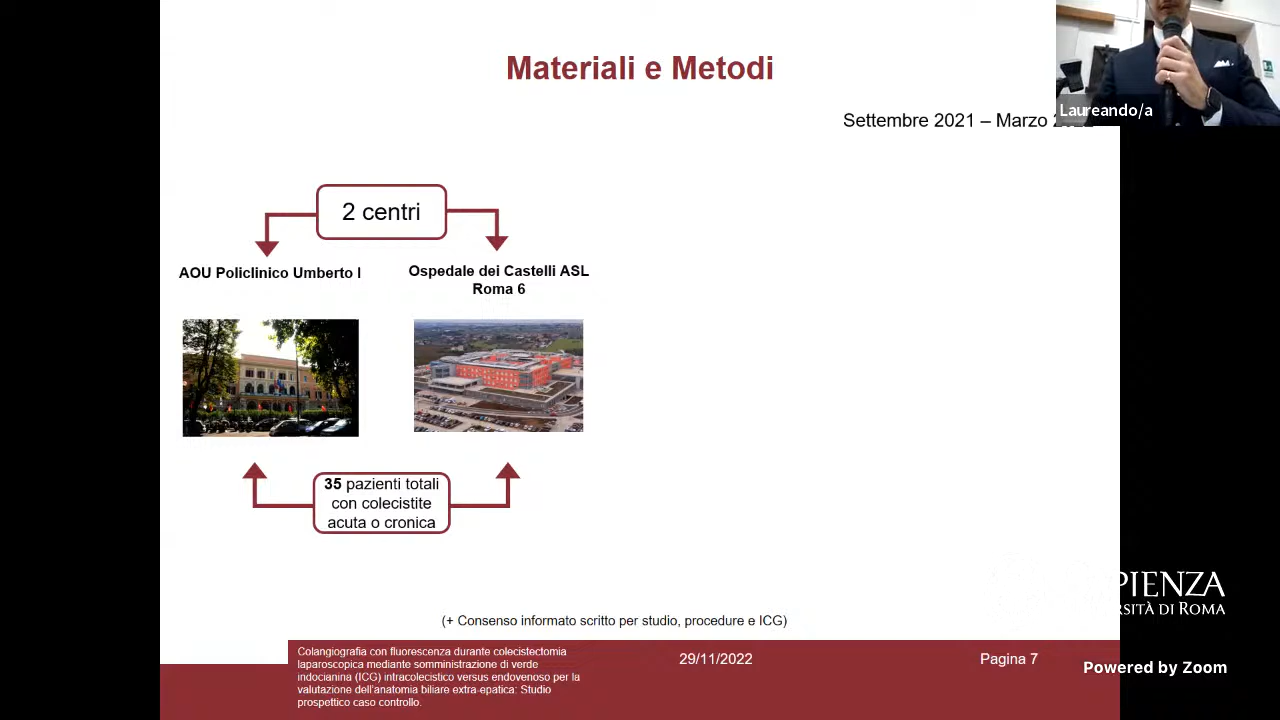 Materiali e Metodi
Laureando/a
Settembre 2021 – Marzo
2 centri
AOU Policlinico Umberto I
Ospedale dei Castelli ASL
Roma 6
35 pazienti totali
con colecistite
acuta o cronica
PIENZA
RSITÀ DI ROMA
(+ Consenso informato scritto per studio, procedure e ICG)
Colangiografia con fluorescenza durante colecistectomia
laparoscopica mediante somministrazione di verde
indocianina (ICG) intracolecistico versus endovenoso per la
valutazione dell'anatomia biliare extra-epatica: Studio
prospettico caso controllo.
29/11/2022
Pagina 7
Powered by Zoom